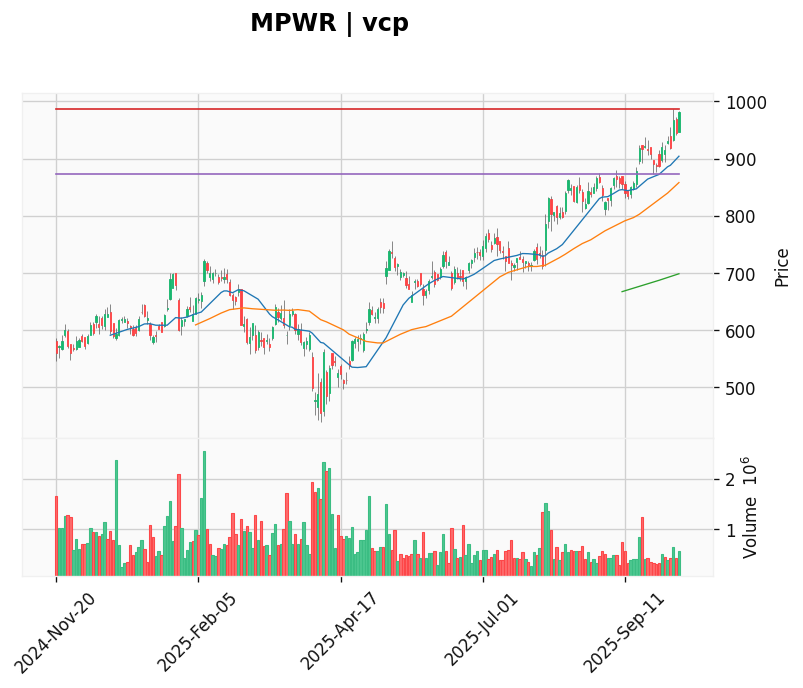 MPWR | vcp
1000
900
800
700
600
500
Price
2
1
Volume 10^6
2024-Nov-20
2025-Feb-05
2025-Apr-17
2025-Jul-01
2025-Sep-11